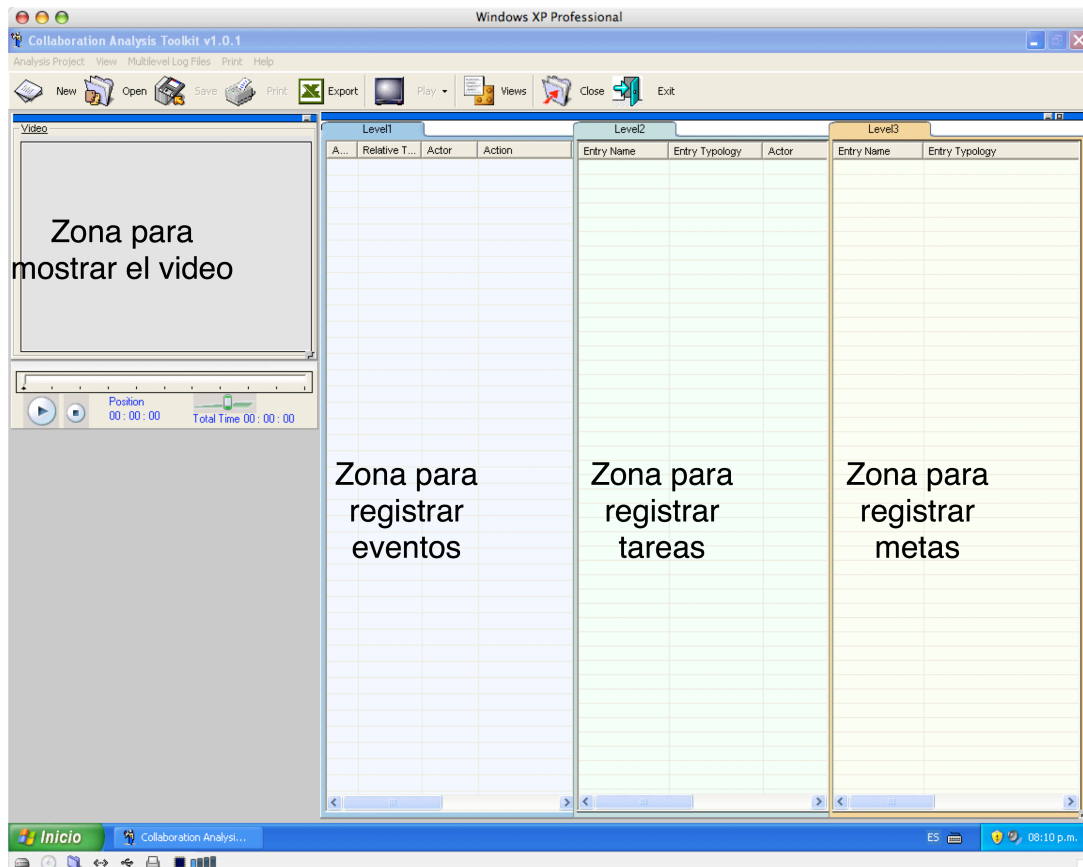 Windows XP Professional
Collaboration Analysis Toolkit v1.0.1
Analysis Project View Multilevel Log Files Print Help
New Open Save Print Export Play Views Close Exit
Video
Zona para
mostrar el video
Position
00 : 00 : 00
Total Time 00 : 00 : 00
Level1
A... Relative T... Actor Action
Zona para
registrar
eventos
Level2
Entry Name Entry Typology Actor
Zona para
registrar
tareas
Level3
Entry Name Entry Typology
Zona para
registrar
metas
Inicio
Collaboration Analysi...
ES
08:10 p.m.